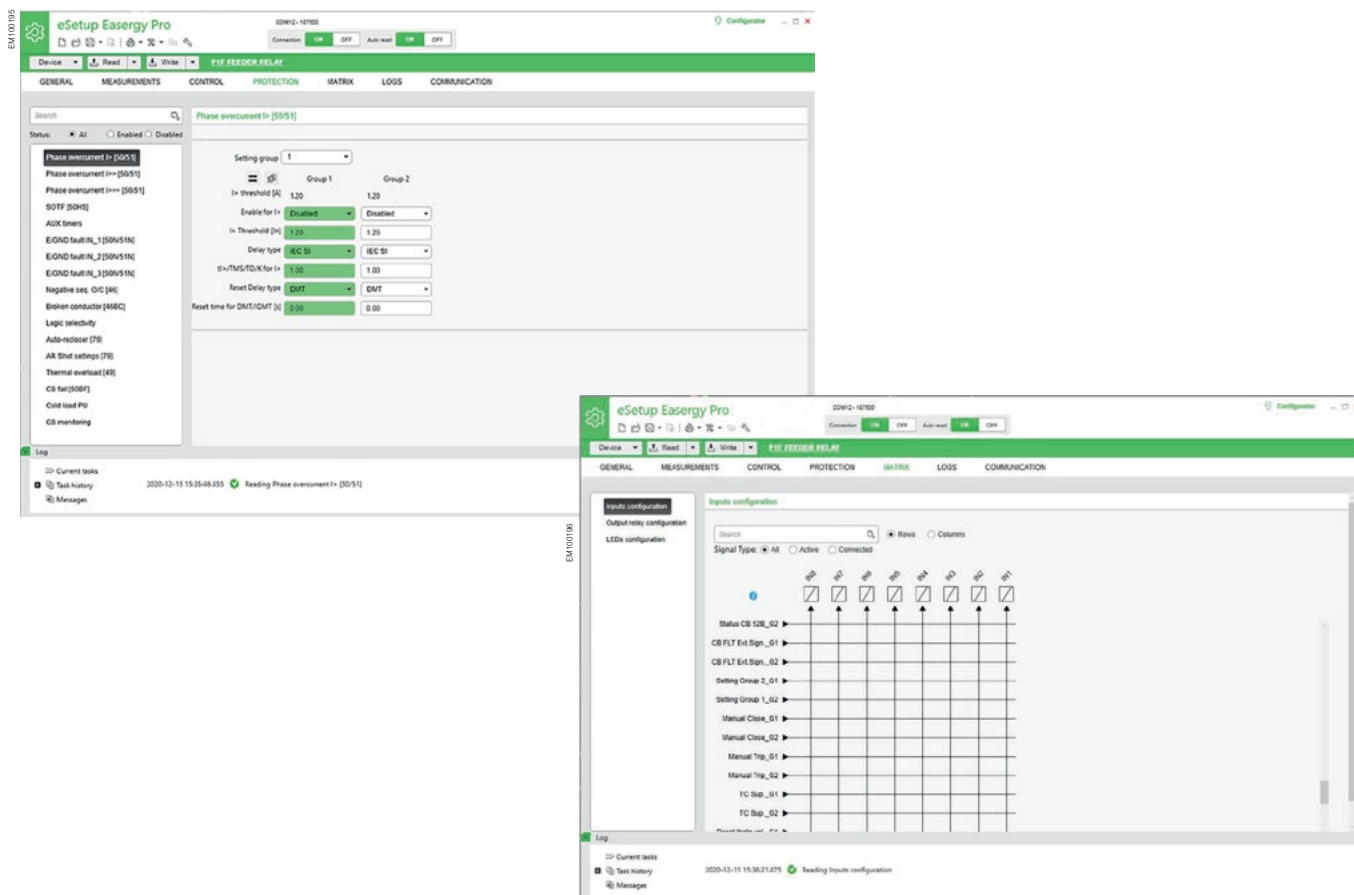 EM100195
eSetup Easergy Pro
COM12 - 187500
Configurator
Connection ON OFF Auto read ON OFF
Device Read Write P1F FEEDER RELAY
GENERAL MEASUREMENTS CONTROL PROTECTION MATRIX LOGS COMMUNICATION
Search
Status: All Enabled Disabled
Phase overcurrent I> [50/51]
Phase overcurrent I>> [50/51]
Phase overcurrent I>>> [50/51]
SOTF [50HS]
AUX timers
E/GND fault IN_1 [50N/51N]
E/GND fault IN_2 [50N/51N]
E/GND fault IN_3 [50N/51N]
Negative seq. O/C [46]
Broken conductor [46BC]
Logic selectivity
Auto-recloser [79]
AR Shot settings [79]
Thermal overload [49]
CB fail [50BF]
Cold load PU
CB monitoring
Phase overcurrent I> [50/51]
Setting group 1
Group 1 Group 2
I> threshold [A] 1.20 1.20
Enable for I> Disabled Disabled
I> Threshold [In] 1.20 1.20
Delay type IEC SI IEC SI
tI>/TMS/TD/K for I> 1.00 1.00
Reset Delay type DMT DMT
Reset time for DMT/IDMT [s] 0.00 0.00
Log
Current tasks
Task history
Messages
2020-12-15 15:35:46.355 Reading Phase overcurrent I> [50/51]
EM100196
eSetup Easergy Pro
COM12 - 187500
Configurator
Connection ON OFF Auto read ON OFF
Device Read Write P1F FEEDER RELAY
GENERAL MEASUREMENTS CONTROL PROTECTION MATRIX LOGS COMMUNICATION
Inputs configuration
Output relay configuration
LEDs configuration
Inputs configuration
Search Rows Columns
Signal Type: All Active Connected
IN8 IN7 IN6 IN5 IN4 IN3 IN2 IN1
Status CB 52B_G2
CB FLT Ext.Sign._G1
CB FLT Ext.Sign._G2
Setting Group 2_G1
Setting Group 1_G2
Manual Close_G1
Manual Close_G2
Manual Trip_G1
Manual Trip_G2
TC Sup._G1
TC Sup._G2
Log
Current tasks
Task history
Messages
2020-12-15 15:36:21.075 Reading Inputs configuration